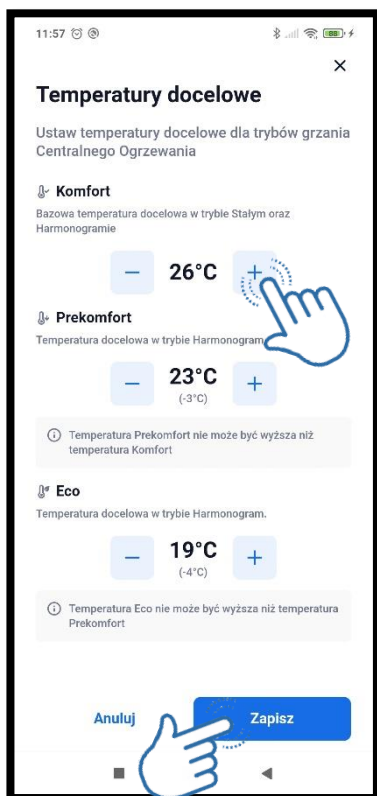 11:57
88
Temperatury docelowe
Ustaw temperatury docelowe dla trybów grzania
Centralnego Ogrzewania
Komfort
Bazowa temperatura docelowa w trybie Stałym oraz
Harmonogramie
− 26°C +
Prekomfort
Temperatura docelowa w trybie Harmonogram
− 23°C +
(-3°C)
Temperatura Prekomfort nie może być wyższa niż
temperatura Komfort
Eco
Temperatura docelowa w trybie Harmonogram.
− 19°C +
(-4°C)
Temperatura Eco nie może być wyższa niż temperatura
Prekomfort
Anuluj Zapisz